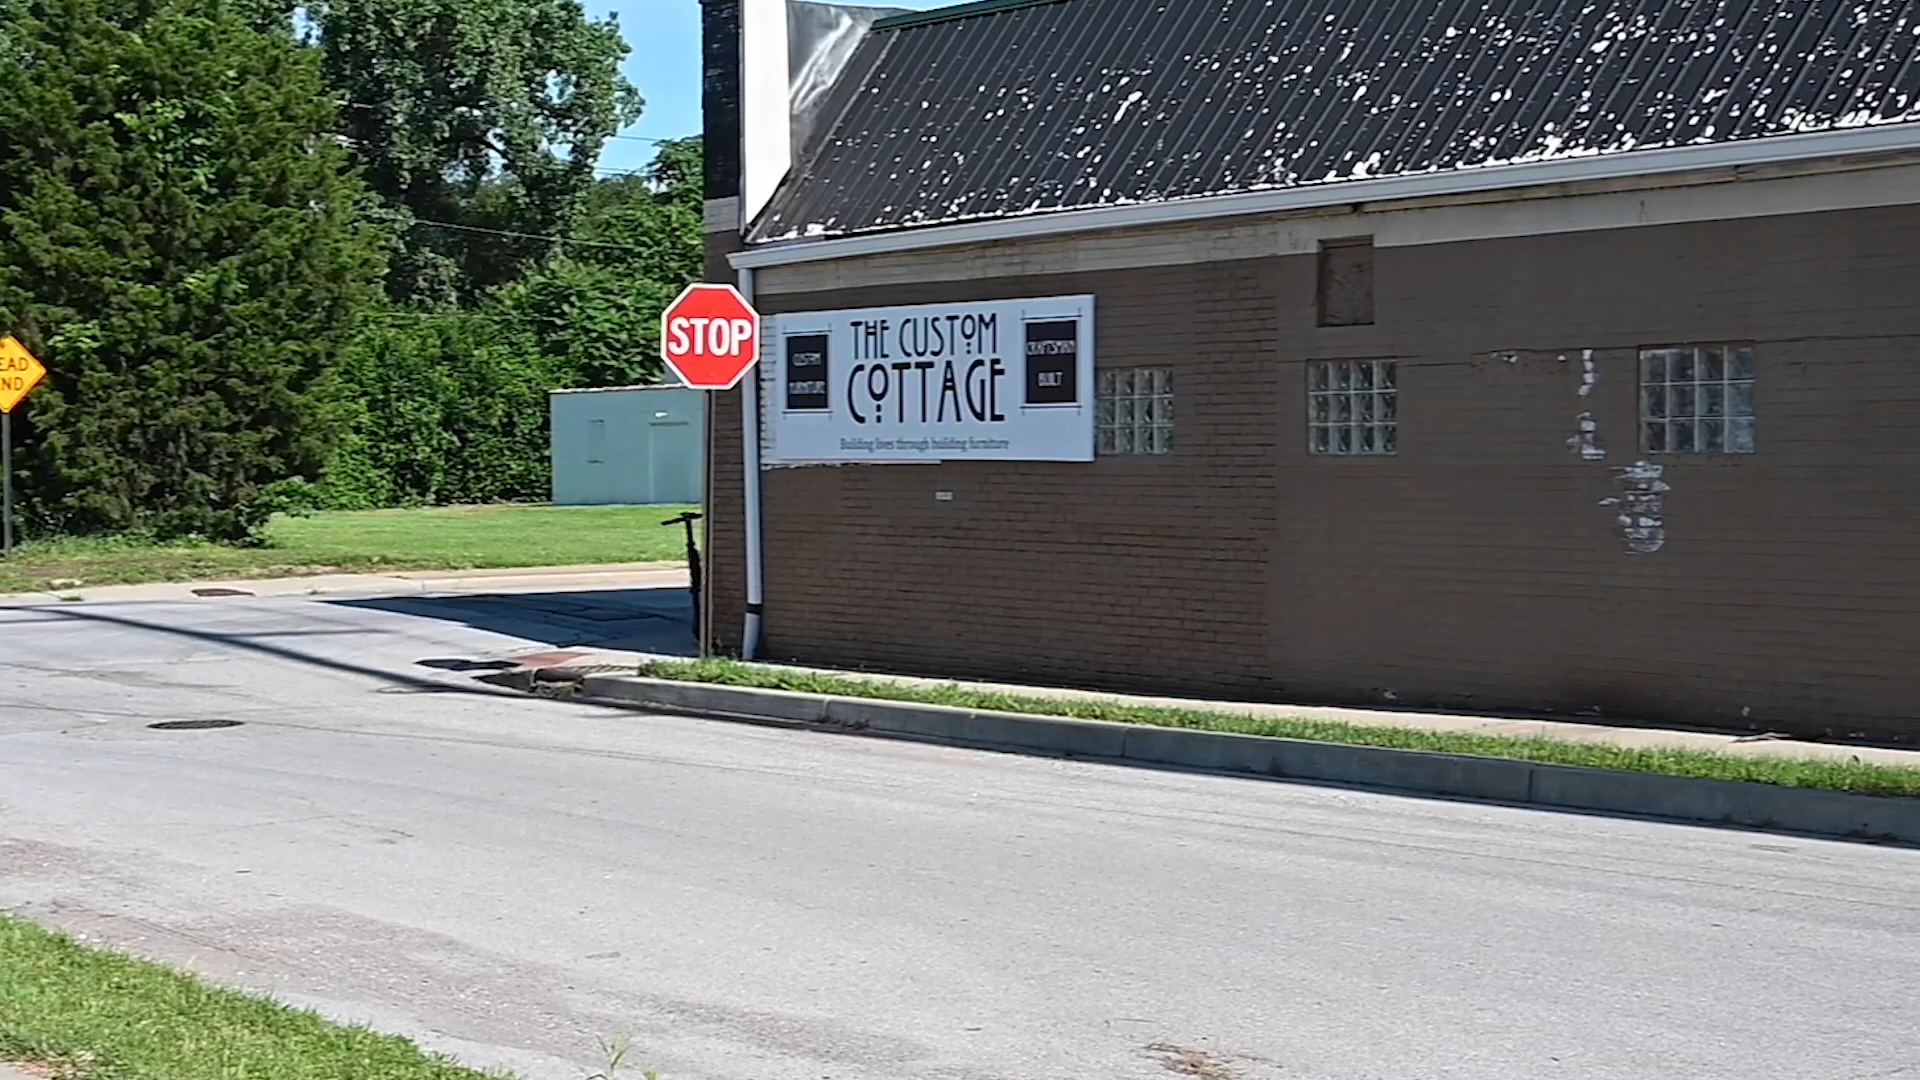 EAD
ND
STOP
CUSTOM
FURNITURE
THE CUSTOM
COTTAGE
Building lives through building furniture
CRAFTSMAN
BUILT